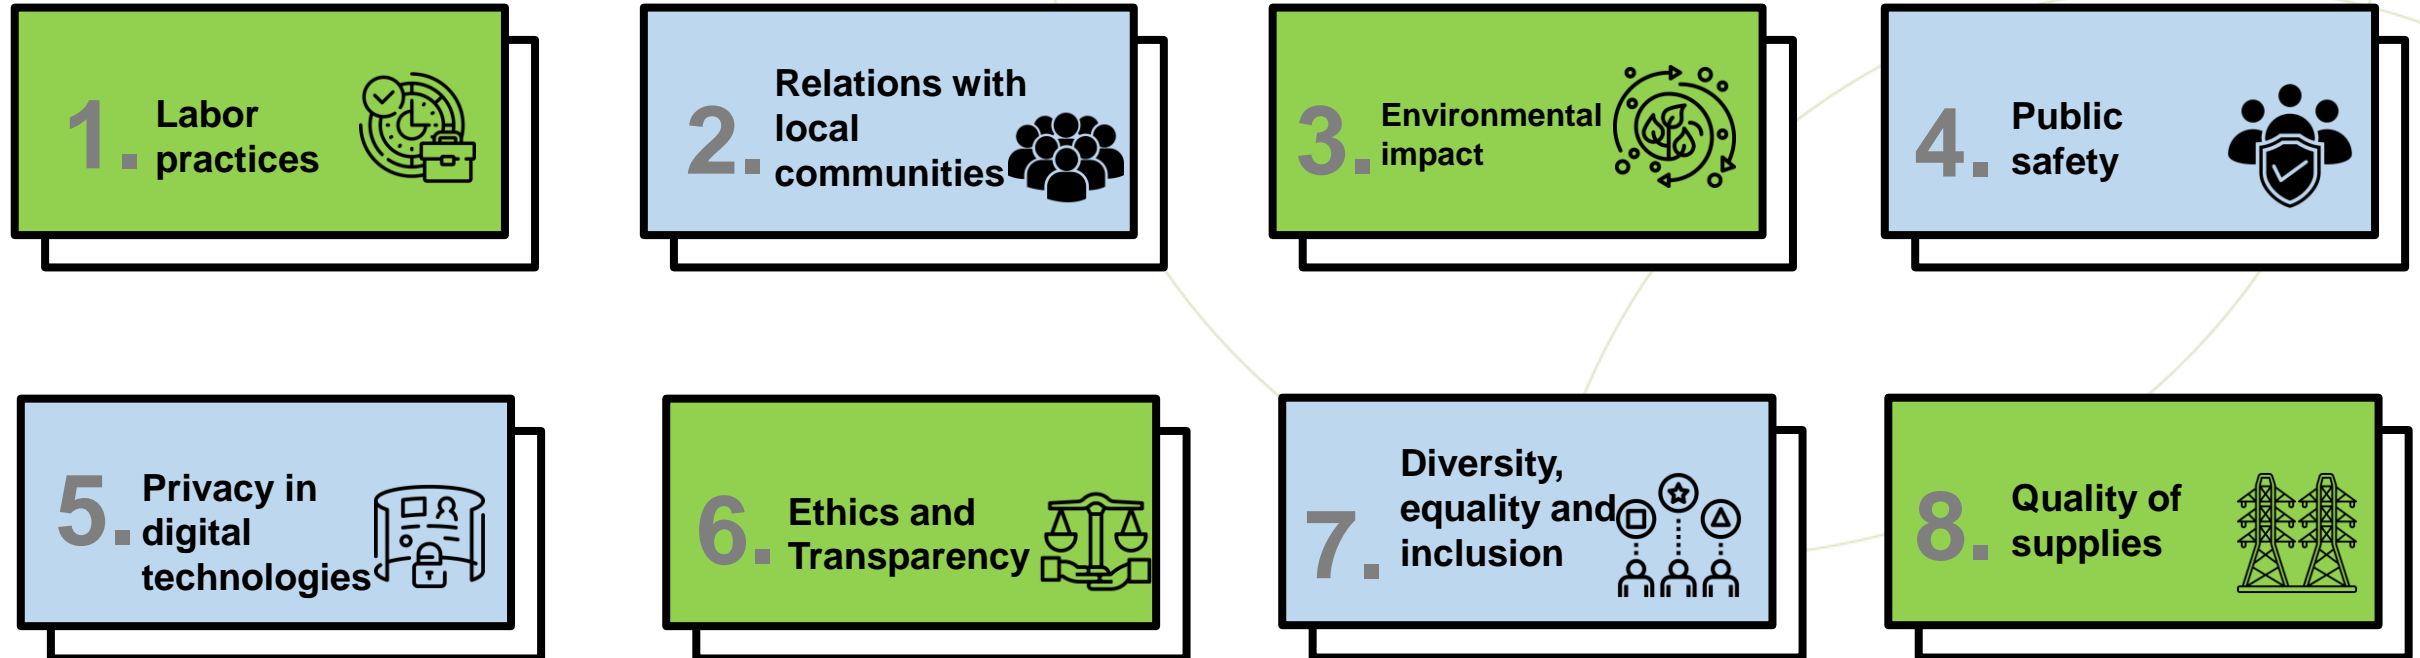 1. Labor
practices
2. Relations with
local
communities
3. Environmental
impact
4. Public
safety
5. Privacy in
digital
technologies
6. Ethics and
Transparency
7. Diversity,
equality and
inclusion
8. Quality of
supplies